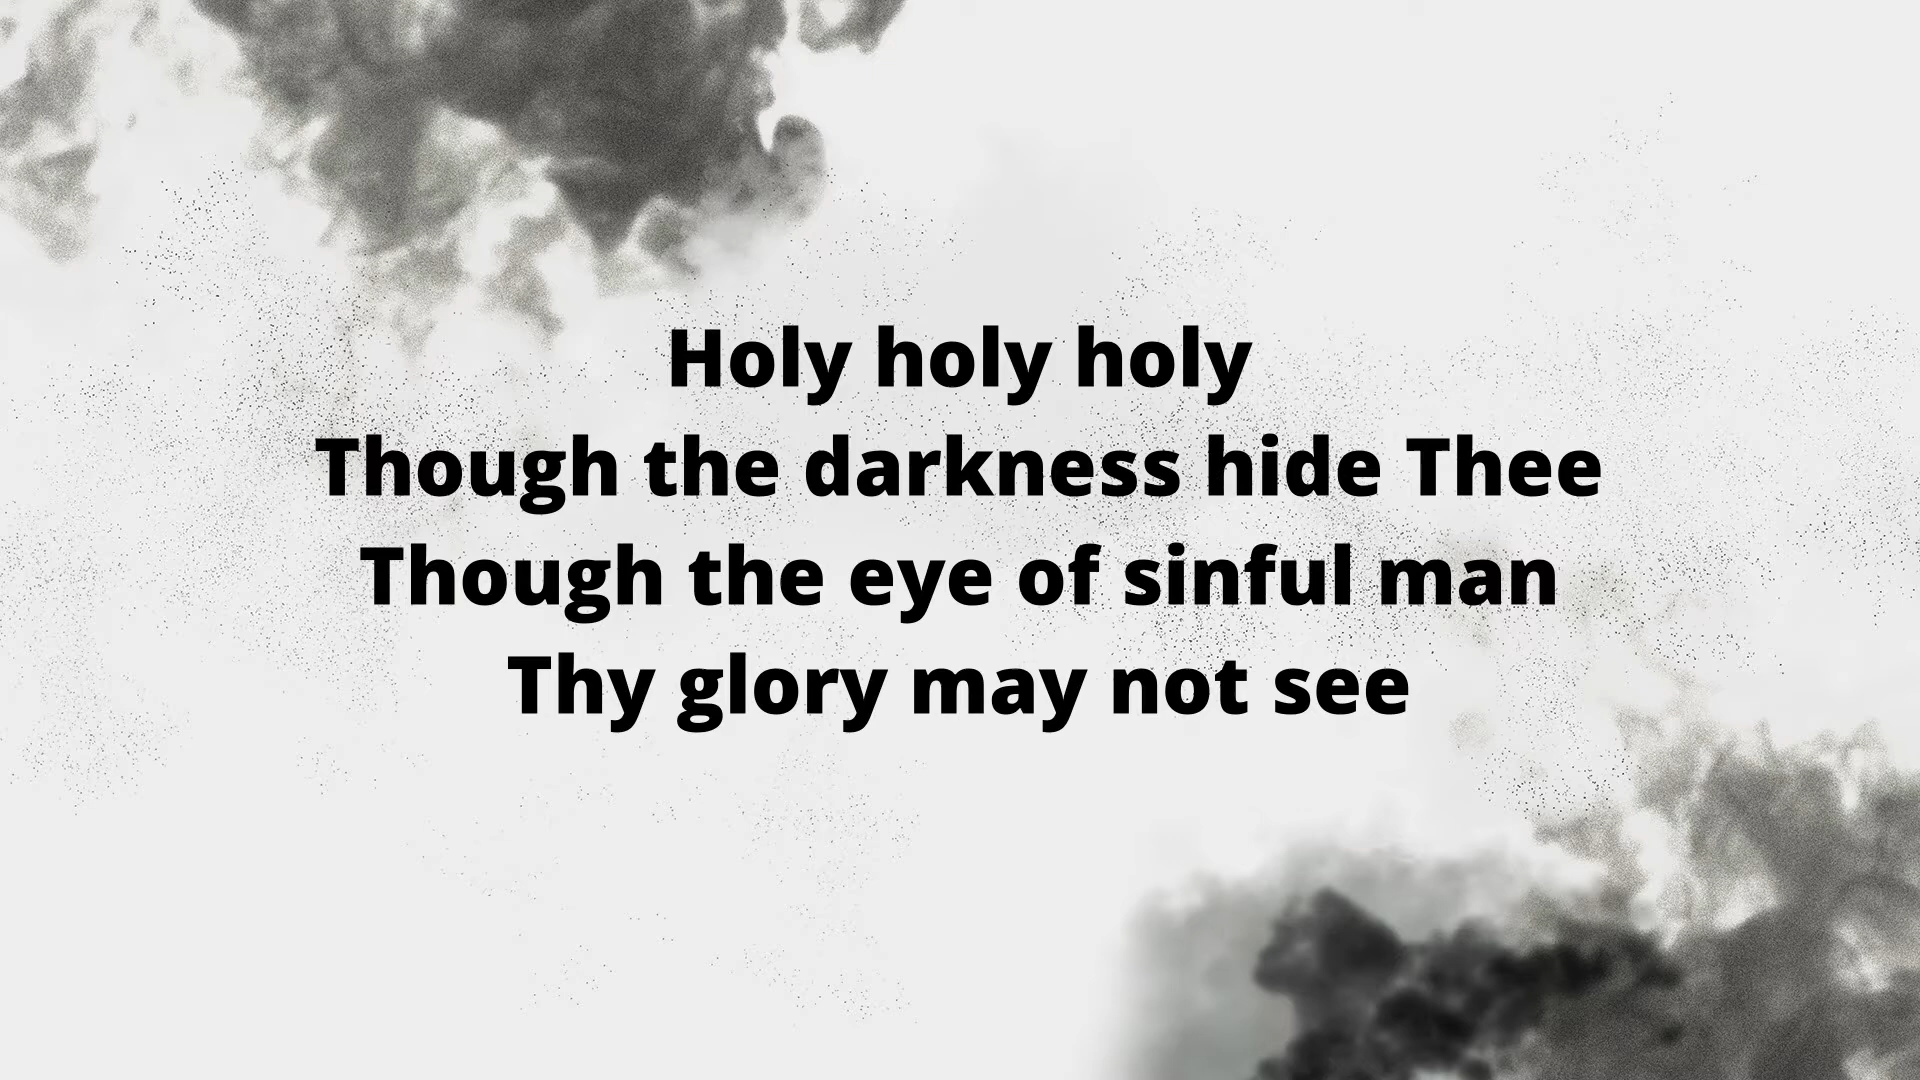 Holy holy holy
Though the darkness hide Thee
Though the eye of sinful man
Thy glory may not see